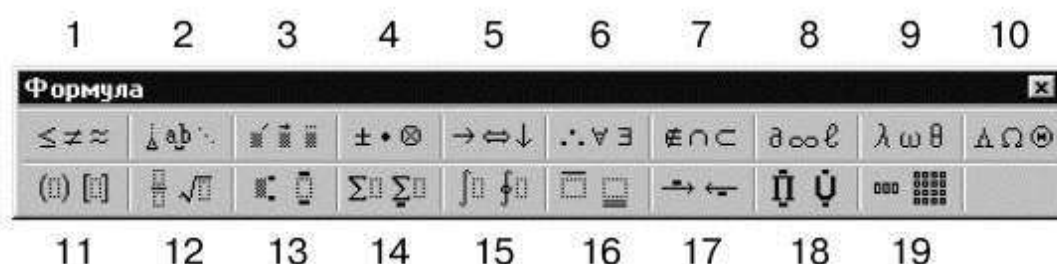 1 2 3 4 5 6 7 8 9 10
Формула
≤ ≠ ≈ ab ± • ⊗ → ⇔ ↓ ∴ ∀ ∃ ∉ ∩ ⊂ ∂ ∞ ℓ λ ω θ Λ Ω ⊛
( ) [ ] √ Σ Σ ∫ ∮ → ← Π Ú
11 12 13 14 15 16 17 18 19